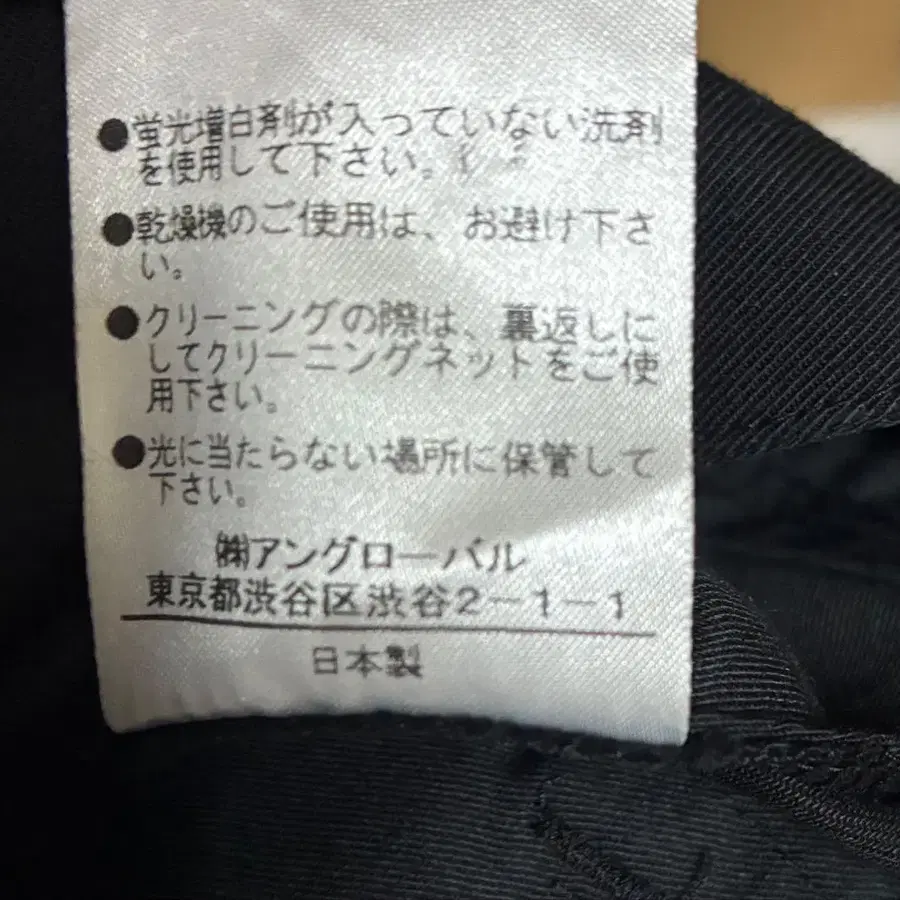 ●蛍光増白剤が入っていない洗剤
を使用して下さい。
●乾燥機のご使用は、お避け下さ
い。
●クリーニングの際は、裏返しに
してクリーニングネットをご使
用下さい。
●光に当たらない場所に保管して
下さい。
㈱アングローバル
東京都渋谷区渋谷2-1-1
日本製